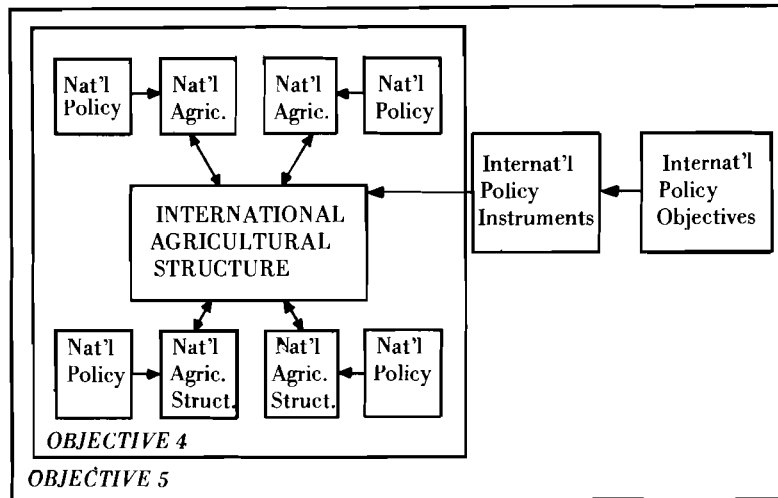 Nat'l
Policy
Nat'l
Agric.
Nat'l
Agric.
Nat'l
Policy
Internat'l
Policy
Instruments
Internat'l
Policy
Objectives
INTERNATIONAL
AGRICULTURAL
STRUCTURE
Nat'l
Policy
Nat'l
Agric.
Struct.
Nat'l
Agric.
Struct.
Nat'l
Policy
OBJECTIVE 4
OBJECTIVE 5